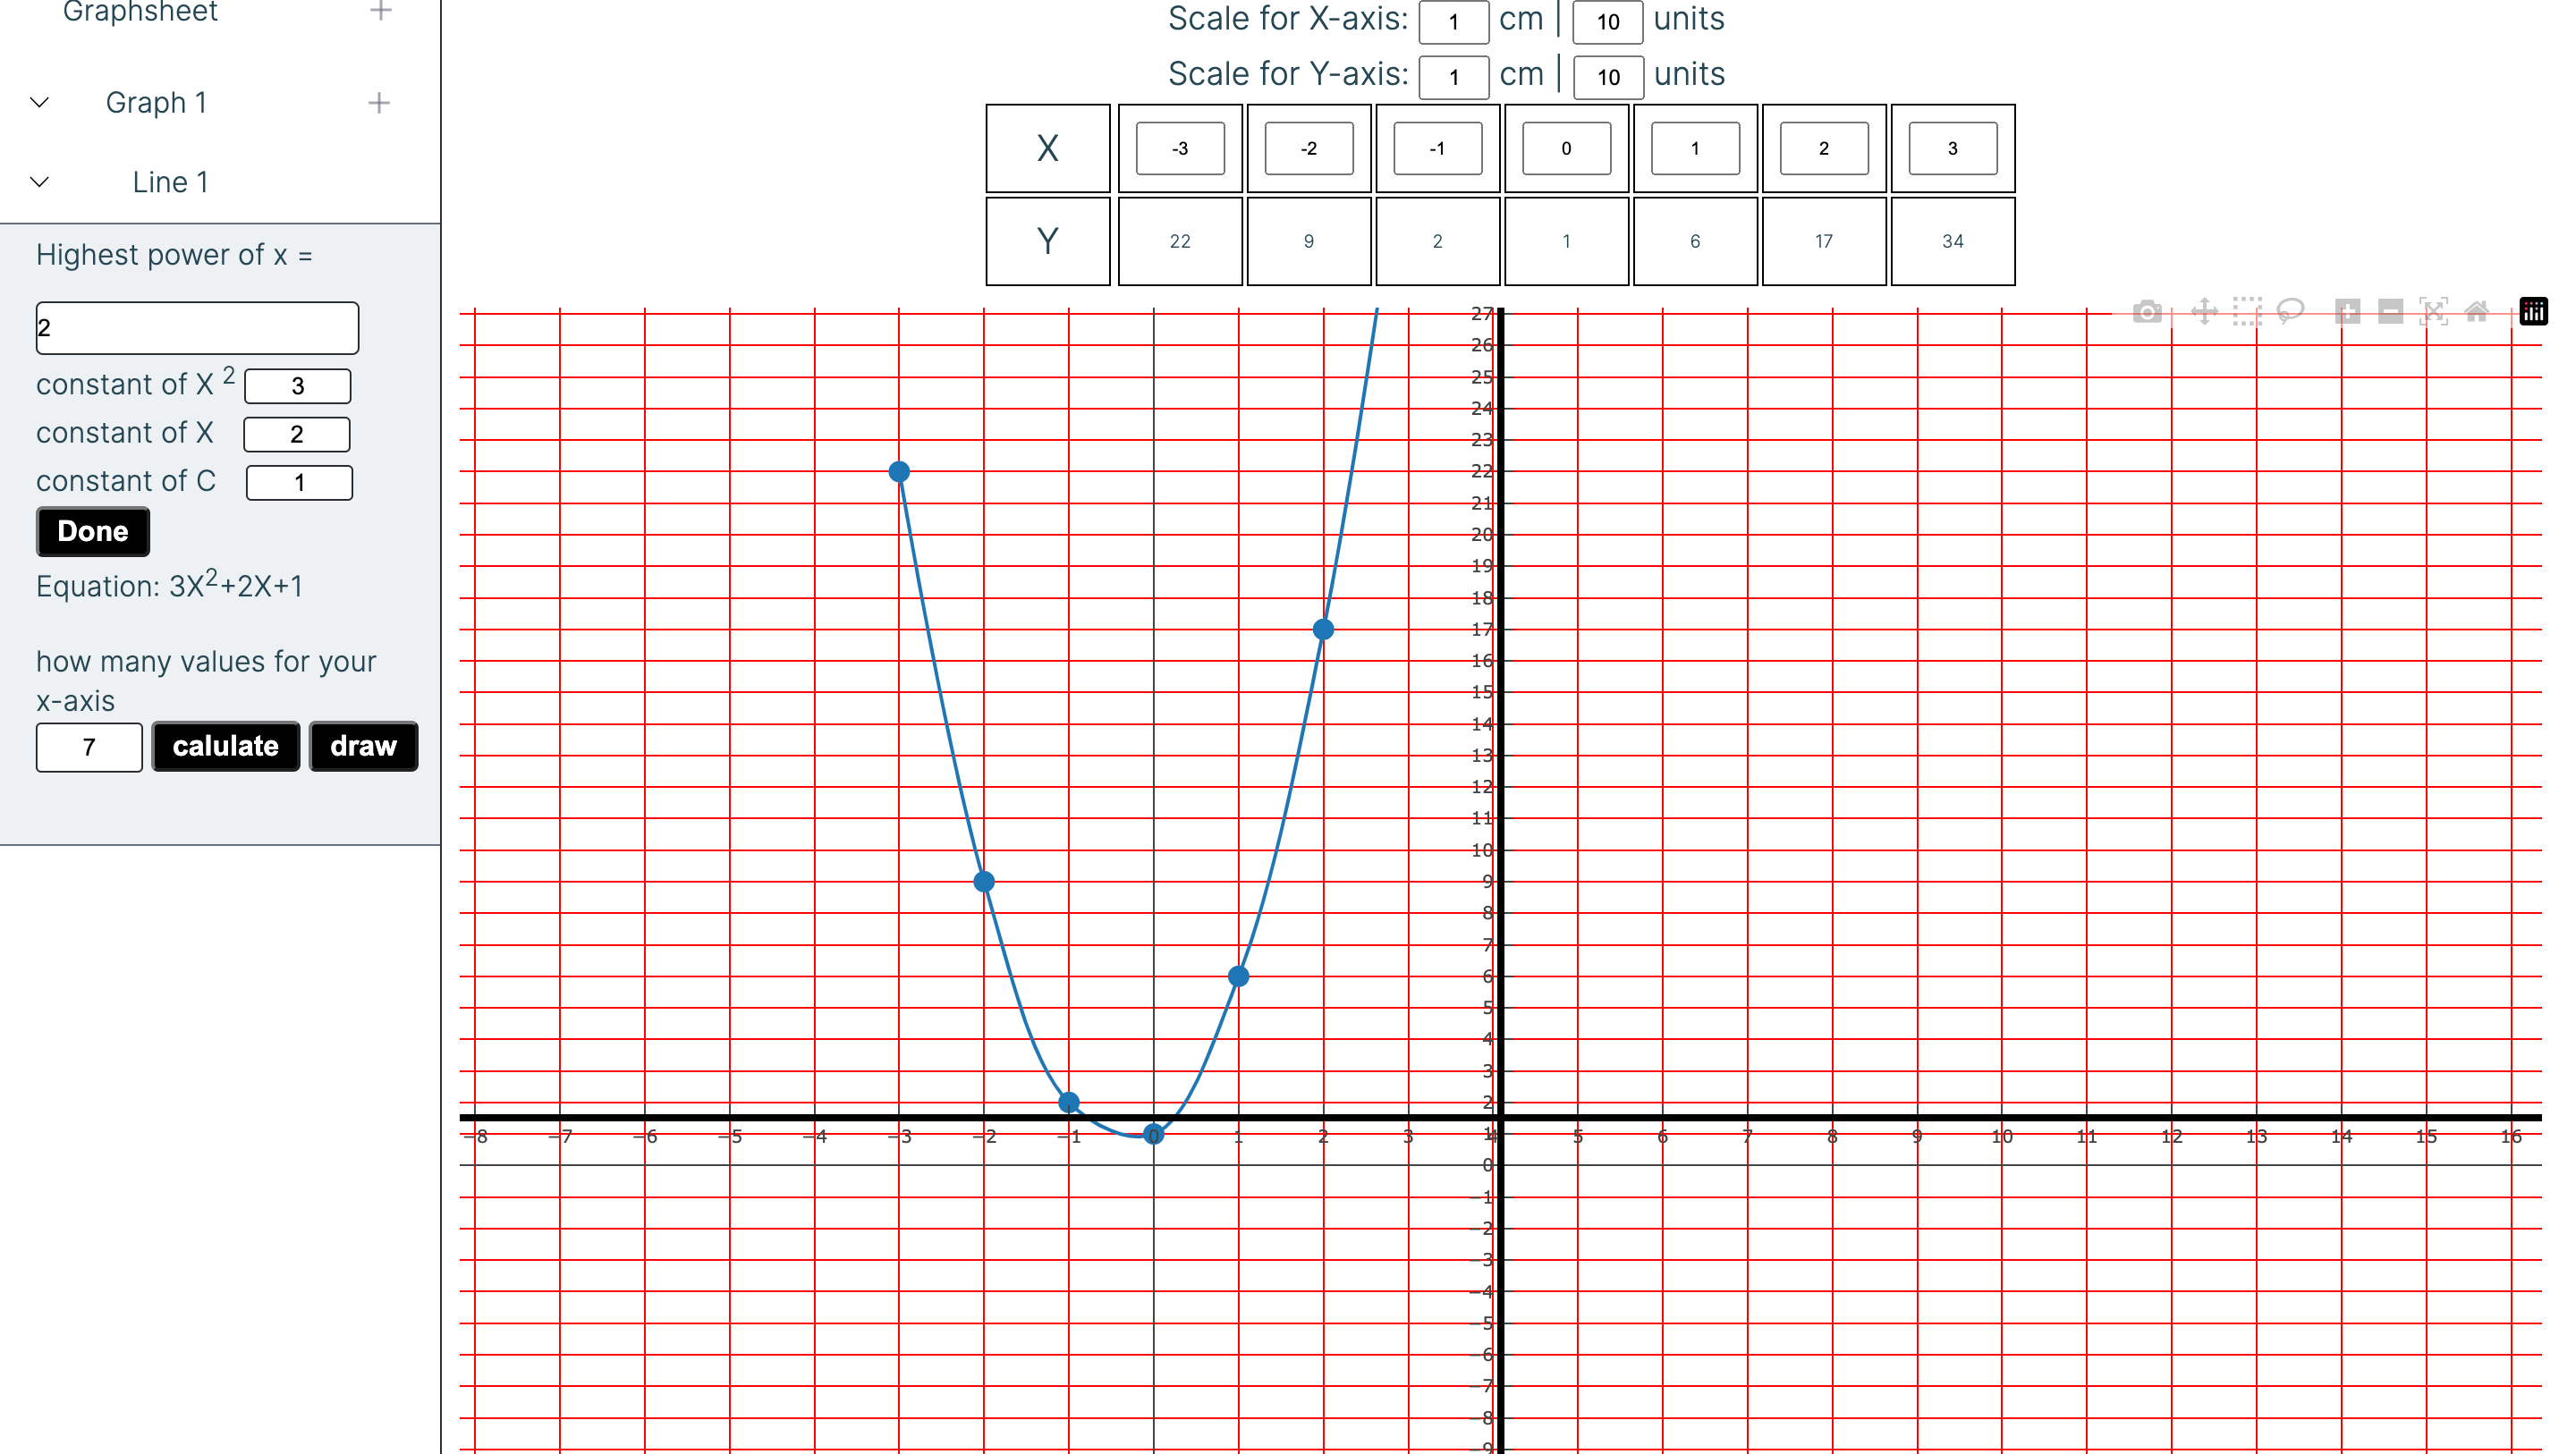 Graphsheet +
Graph 1 +
Line 1
Highest power of x =
2
constant of X 2 3
constant of X 2
constant of C 1
Done
Equation: 3X2+2X+1
how many values for your
x-axis
7 calulate draw
Scale for X-axis: 1 cm | 10 units
Scale for Y-axis: 1 cm | 10 units
X -3 -2 -1 0 1 2 3
Y 22 9 2 1 6 17 34
27
26
25
24
23
22
21
20
19
18
17
16
15
14
13
12
11
10
9
8
7
6
5
4
3
2
−8 −7 −6 −5 −4 −3 −2 −1 0 1 2 3 4 5 6 7 8 9 10 11 12 13 14 15 16
1
0
−1
−2
−3
−4
−5
−6
−7
−8
−9